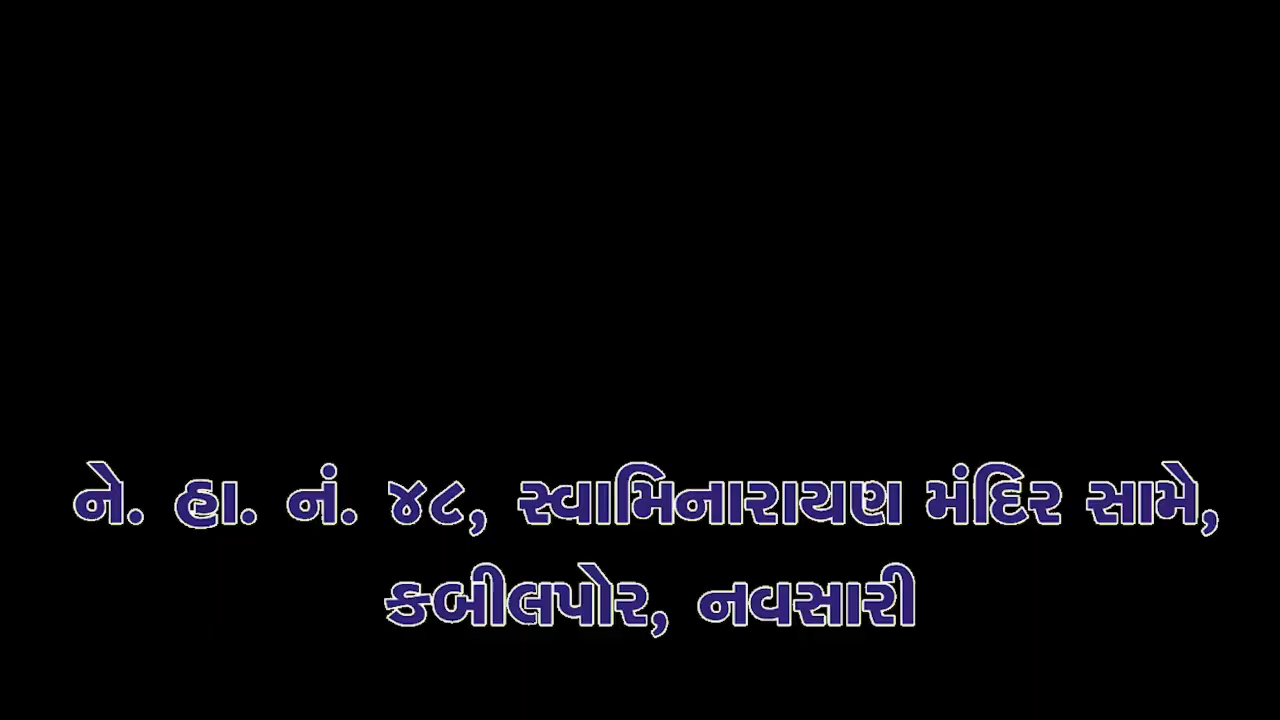 ને. હા. નં. ૪૮, સ્વામિનારાયણ મંદિર સામે,
કબીલપોર, નવસારી